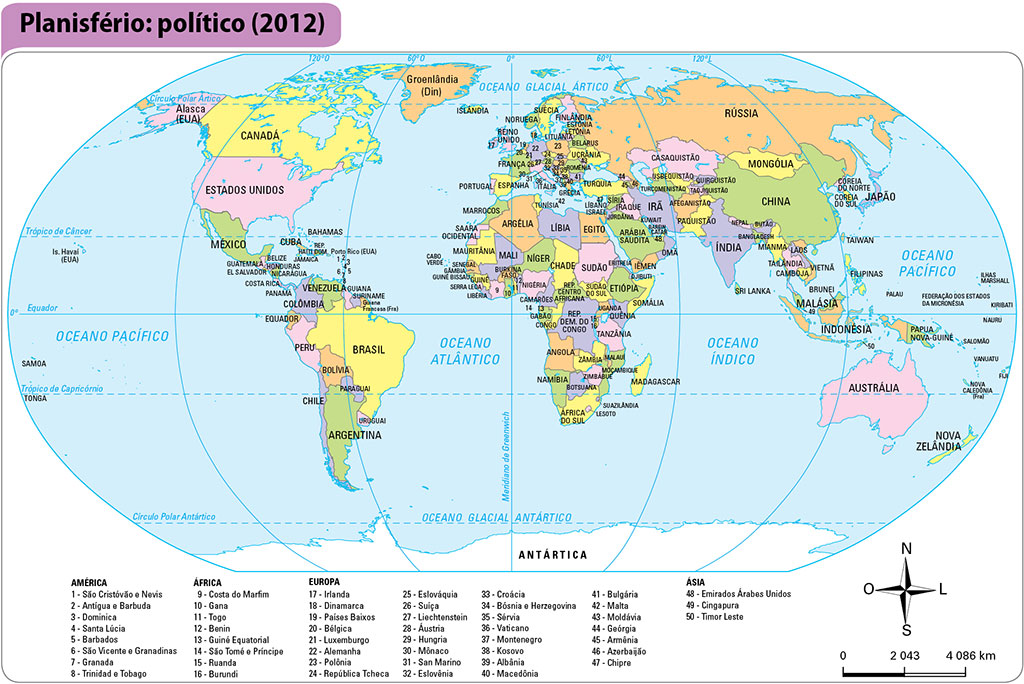 Planisfério: político (2012)
120°O
60°O
0°
60°L
120°L
OCEANO GLACIAL ÁRTICO
Groenlândia
(Din)
Círculo Polar Ártico
Alasca
(EUA)
CANADÁ
ESTADOS UNIDOS
ISLÂNDIA
SUÉCIA
NORUEGA
FINLÂNDIA
ESTÔNIA
LETÔNIA
LITUÂNIA
BELARUS
REINO
UNIDO
UCRÂNIA
FRANÇA
ROMÊNIA
PORTUGAL
ESPANHA
ITÁLIA
GRÉCIA
TURQUIA
RÚSSIA
CASAQUISTÃO
MONGÓLIA
USBEQUISTÃO
QUIRGUISTÃO
TURCOMENISTÃO
TADJIQUISTÃO
CHINA
COREIA
DO NORTE
COREIA
DO SUL
JAPÃO
Trópico de Câncer
Is. Havaí
(EUA)
MÉXICO
BAHAMAS
CUBA
REP.
DOM.
HAITI
Porto Rico (EUA)
JAMAICA
BELIZE
GUATEMALA
HONDURAS
EL SALVADOR
NICARÁGUA
COSTA RICA
PANAMÁ
VENEZUELA
GUIANA
SURINAME
Guiana
Francesa (Fra)
COLÔMBIA
EQUADOR
Equador
0°
PERU
BRASIL
BOLÍVIA
PARAGUAI
CHILE
URUGUAI
ARGENTINA
MARROCOS
TUNÍSIA
ARGÉLIA
LÍBIA
EGITO
SAARA
OCIDENTAL
MAURITÂNIA
MALI
NÍGER
CHADE
SUDÃO
ERITREIA
DJIBUTI
CABO
VERDE
SENEGAL
GÂMBIA
GUINÉ BISSAU
GUINÉ
SERRA LEOA
LIBÉRIA
BURKINA
FASO
NIGÉRIA
CAMARÕES
REP.
CENTRO
AFRICANA
SUDÃO
DO SUL
ETIÓPIA
SOMÁLIA
GABÃO
CONGO
REP.
DEM. DO
CONGO
UGANDA
QUÊNIA
TANZÂNIA
ANGOLA
ZÂMBIA
MALAUÍ
MOÇAMBIQUE
ZIMBÁBUE
NAMÍBIA
BOTSUANA
MADAGASCAR
ÁFRICA
DO SUL
SUAZILÂNDIA
LESOTO
LÍBANO
ISRAEL
SÍRIA
IRAQUE
JORDÂNIA
IRÃ
KUWAIT
BAREIN
CATAR
ARÁBIA
SAUDITA
OMÃ
IÊMEN
AFEGANISTÃO
PAQUISTÃO
NEPAL
BUTÃO
BANGLADESH
ÍNDIA
SRI LANKA
MIANMA
LAOS
TAILÂNDIA
VIETNÃ
CAMBOJA
TAIWAN
FILIPINAS
BRUNEI
MALÁSIA
INDONÉSIA
PALAU
FEDERAÇÃO DOS ESTADOS
DA MICRONÉSIA
ILHAS
MARSHALL
KIRIBATI
NAURU
PAPUA
NOVA-GUINÉ
SALOMÃO
VANUATU
FIJI
NOVA
CALEDÔNIA
(Fra)
AUSTRÁLIA
NOVA
ZELÂNDIA
SAMOA
TONGA
OCEANO PACÍFICO
OCEANO
ATLÂNTICO
OCEANO
ÍNDICO
OCEANO
PACÍFICO
Trópico de Capricórnio
Meridiano de Greenwich
Círculo Polar Antártico
OCEANO GLACIAL ANTÁRTICO
ANTÁRTICA
AMÉRICA
1 - São Cristóvão e Nevis
2 - Antígua e Barbuda
3 - Dominica
4 - Santa Lúcia
5 - Barbados
6 - São Vicente e Granadinas
7 - Granada
8 - Trinidad e Tobago
ÁFRICA
9 - Costa do Marfim
10 - Gana
11 - Togo
12 - Benin
13 - Guiné Equatorial
14 - São Tomé e Príncipe
15 - Ruanda
16 - Burundi
EUROPA
17 - Irlanda
18 - Dinamarca
19 - Países Baixos
20 - Bélgica
21 - Luxemburgo
22 - Alemanha
23 - Polônia
24 - República Tcheca
25 - Eslováquia
26 - Suíça
27 - Liechtenstein
28 - Áustria
29 - Hungria
30 - Mônaco
31 - San Marino
32 - Eslovênia
33 - Croácia
34 - Bósnia e Herzegovina
35 - Sérvia
36 - Vaticano
37 - Montenegro
38 - Kosovo
39 - Albânia
40 - Macedônia
41 - Bulgária
42 - Malta
43 - Moldávia
44 - Geórgia
45 - Armênia
46 - Azerbaijão
47 - Chipre
ÁSIA
48 - Emirados Árabes Unidos
49 - Cingapura
50 - Timor Leste
N
O
L
S
0
2 043
4 086 km